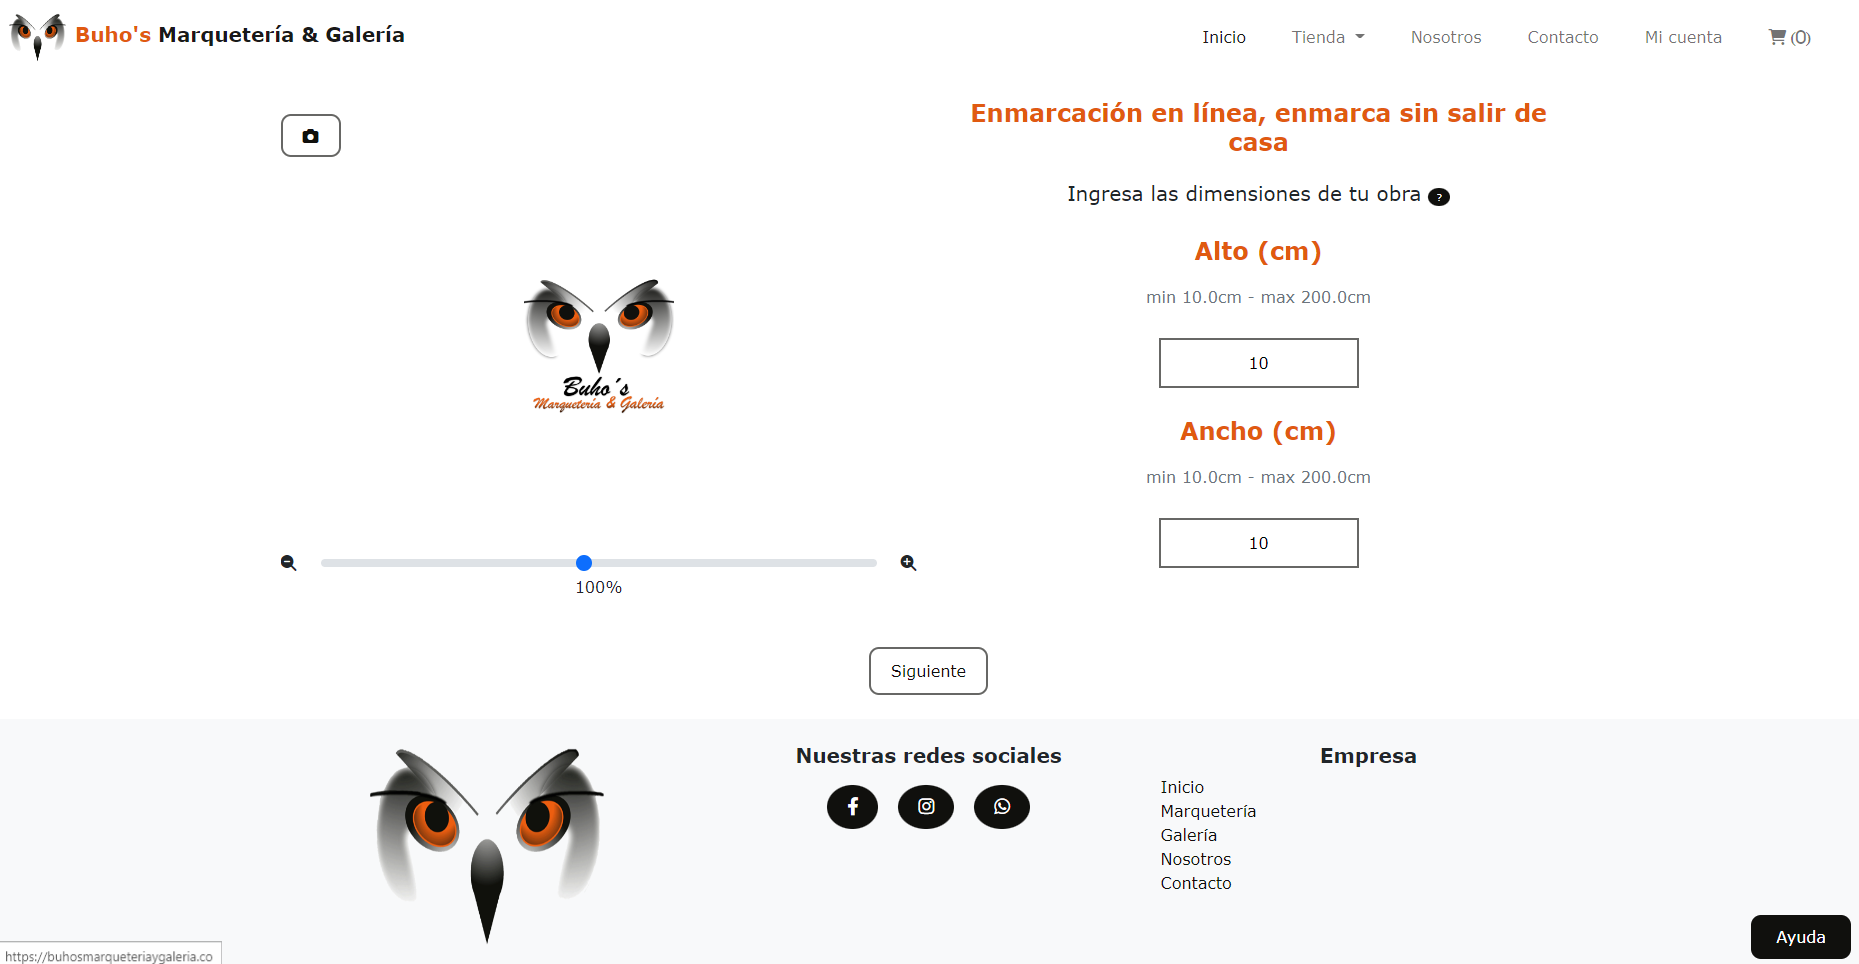 Buho's Marquetería & Galería
Inicio
Tienda
Nosotros
Contacto
Mi cuenta
(0)
Enmarcación en línea, enmarca sin salir de
casa
Ingresa las dimensiones de tu obra ?
Alto (cm)
min 10.0cm - max 200.0cm
10
Ancho (cm)
min 10.0cm - max 200.0cm
10
Buho´s
Marquetería & Galería
100%
Siguiente
Nuestras redes sociales
Empresa
Inicio
Marquetería
Galería
Nosotros
Contacto
Ayuda
https://buhosmarqueteriaygaleria.co